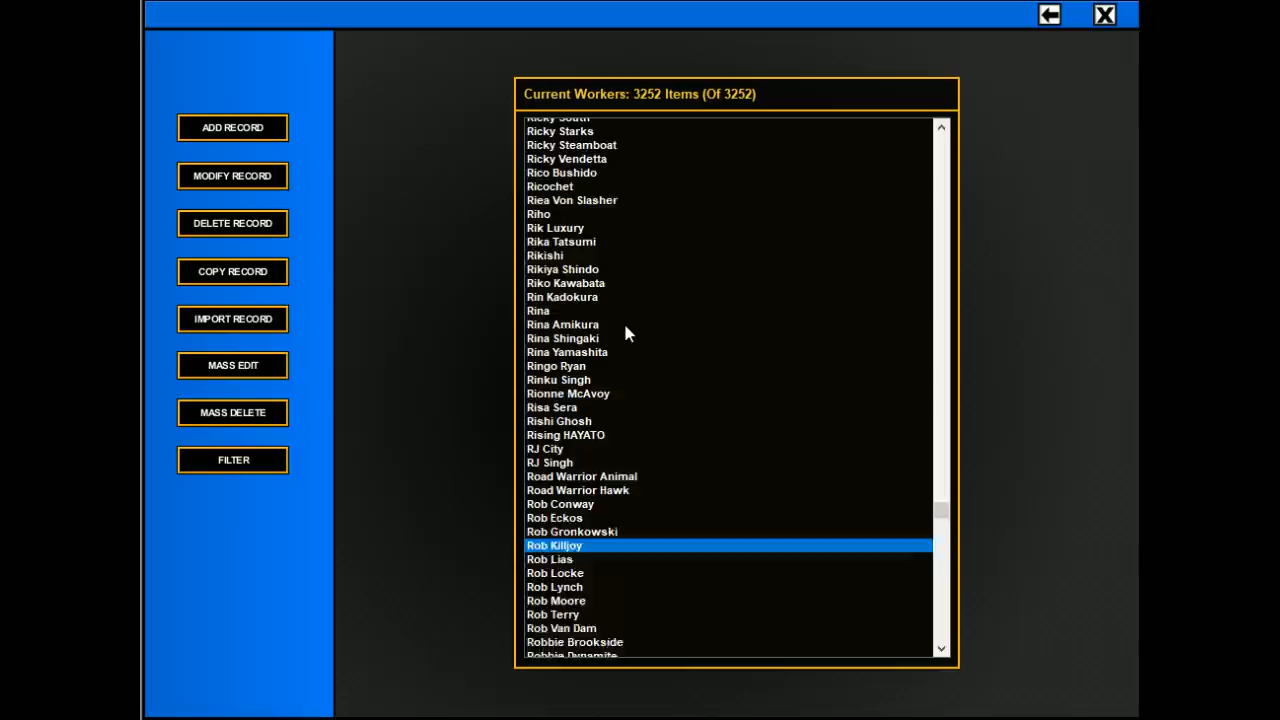 Current Workers: 3252 Items (Of 3252)
ADD RECORD
MODIFY RECORD
DELETE RECORD
COPY RECORD
IMPORT RECORD
MASS EDIT
MASS DELETE
FILTER
Ricky South
Ricky Starks
Ricky Steamboat
Ricky Vendetta
Rico Bushido
Ricochet
Riea Von Slasher
Riho
Rik Luxury
Rika Tatsumi
Rikishi
Rikiya Shindo
Riko Kawabata
Rin Kadokura
Rina
Rina Amikura
Rina Shingaki
Rina Yamashita
Ringo Ryan
Rinku Singh
Rionne McAvoy
Risa Sera
Rishi Ghosh
Rising HAYATO
RJ City
RJ Singh
Road Warrior Animal
Road Warrior Hawk
Rob Conway
Rob Eckos
Rob Gronkowski
Rob Killjoy
Rob Lias
Rob Locke
Rob Lynch
Rob Moore
Rob Terry
Rob Van Dam
Robbie Brookside
Robbie Dynamite